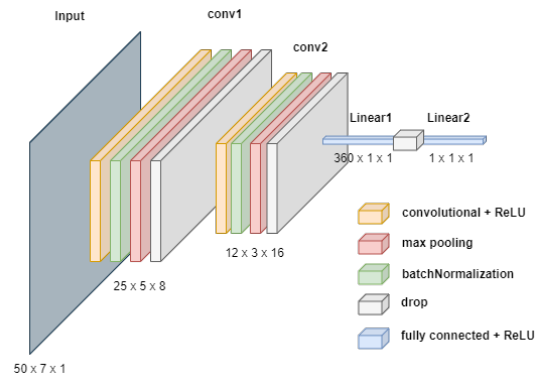 Input
conv1
conv2
Linear1
Linear2
360 x 1 x 1
1 x 1 x 1
12 x 3 x 16
25 x 5 x 8
50 x 7 x 1
convolutional + ReLU
max pooling
batchNormalization
drop
fully connected + ReLU